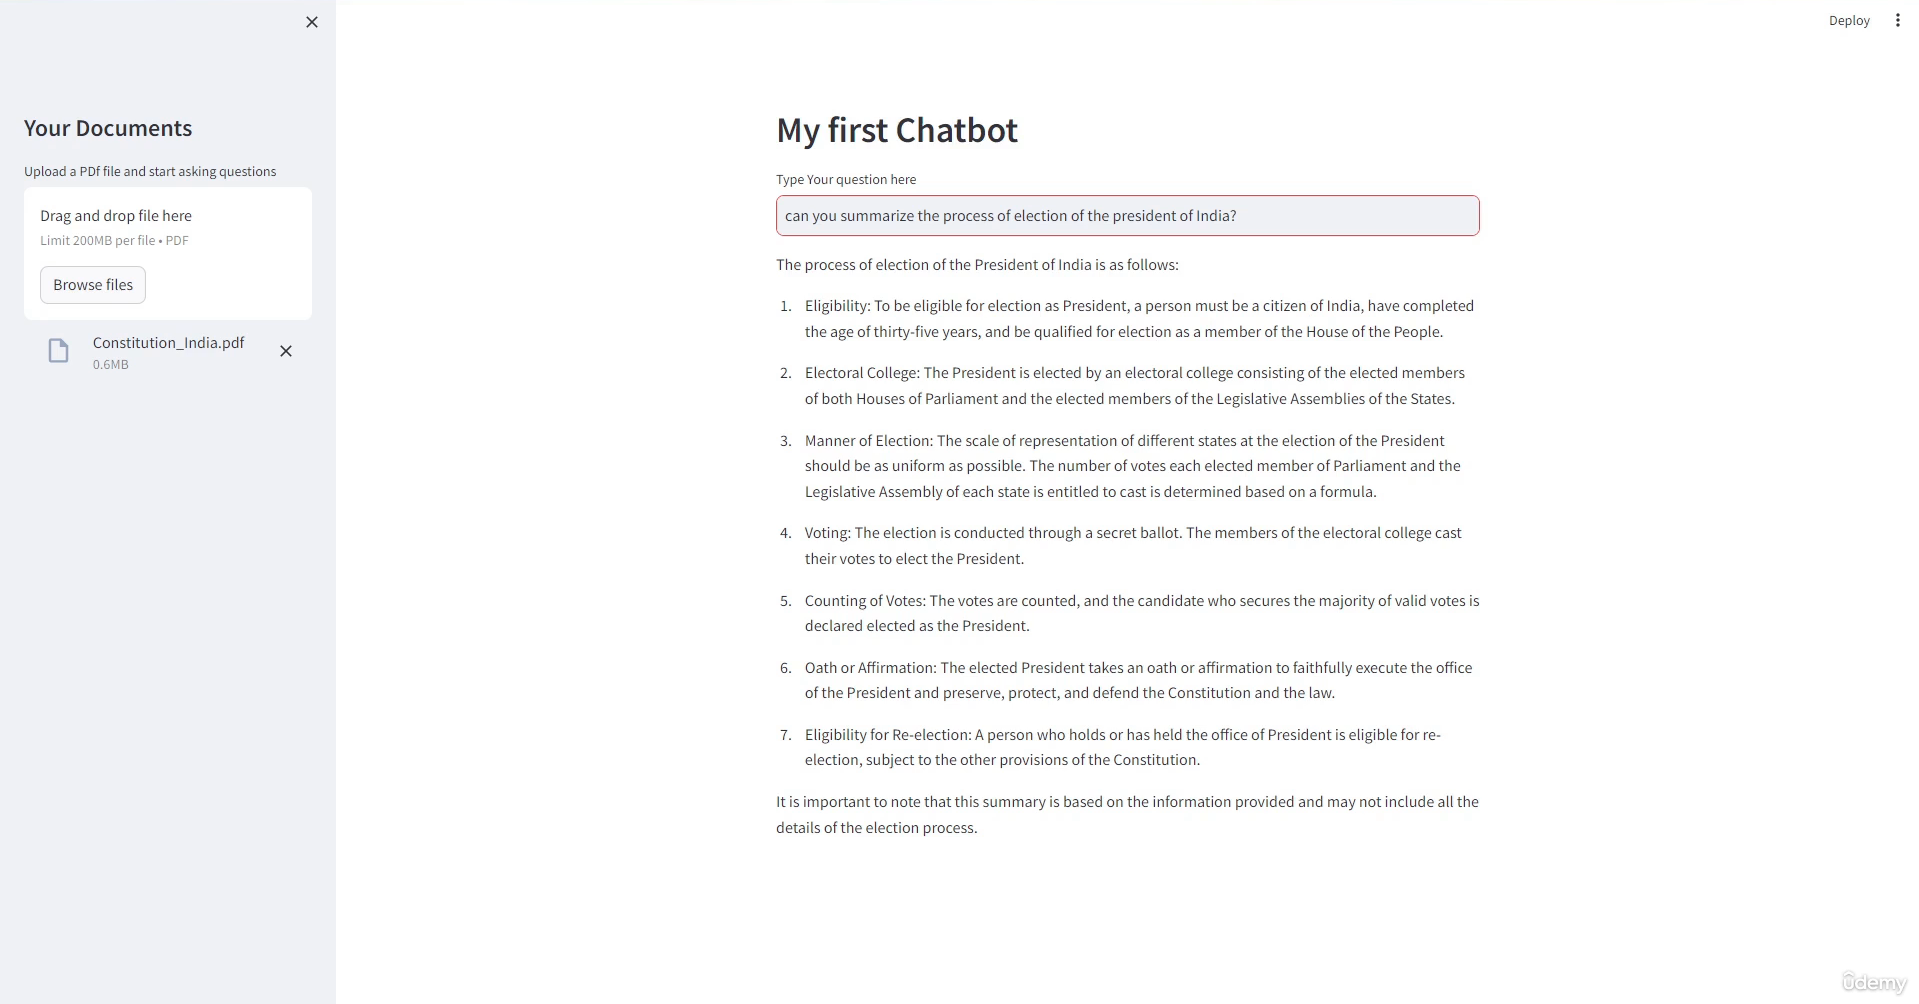 Deploy
Your Documents
Upload a PDf file and start asking questions
Drag and drop file here
Limit 200MB per file • PDF
Browse files
Constitution_India.pdf
0.6MB
My first Chatbot
Type Your question here
can you summarize the process of election of the president of India?
The process of election of the President of India is as follows:
1. Eligibility: To be eligible for election as President, a person must be a citizen of India, have completed
the age of thirty-five years, and be qualified for election as a member of the House of the People.
2. Electoral College: The President is elected by an electoral college consisting of the elected members
of both Houses of Parliament and the elected members of the Legislative Assemblies of the States.
3. Manner of Election: The scale of representation of different states at the election of the President
should be as uniform as possible. The number of votes each elected member of Parliament and the
Legislative Assembly of each state is entitled to cast is determined based on a formula.
4. Voting: The election is conducted through a secret ballot. The members of the electoral college cast
their votes to elect the President.
5. Counting of Votes: The votes are counted, and the candidate who secures the majority of valid votes is
declared elected as the President.
6. Oath or Affirmation: The elected President takes an oath or affirmation to faithfully execute the office
of the President and preserve, protect, and defend the Constitution and the law.
7. Eligibility for Re-election: A person who holds or has held the office of President is eligible for re-
election, subject to the other provisions of the Constitution.
It is important to note that this summary is based on the information provided and may not include all the
details of the election process.
ûdemy